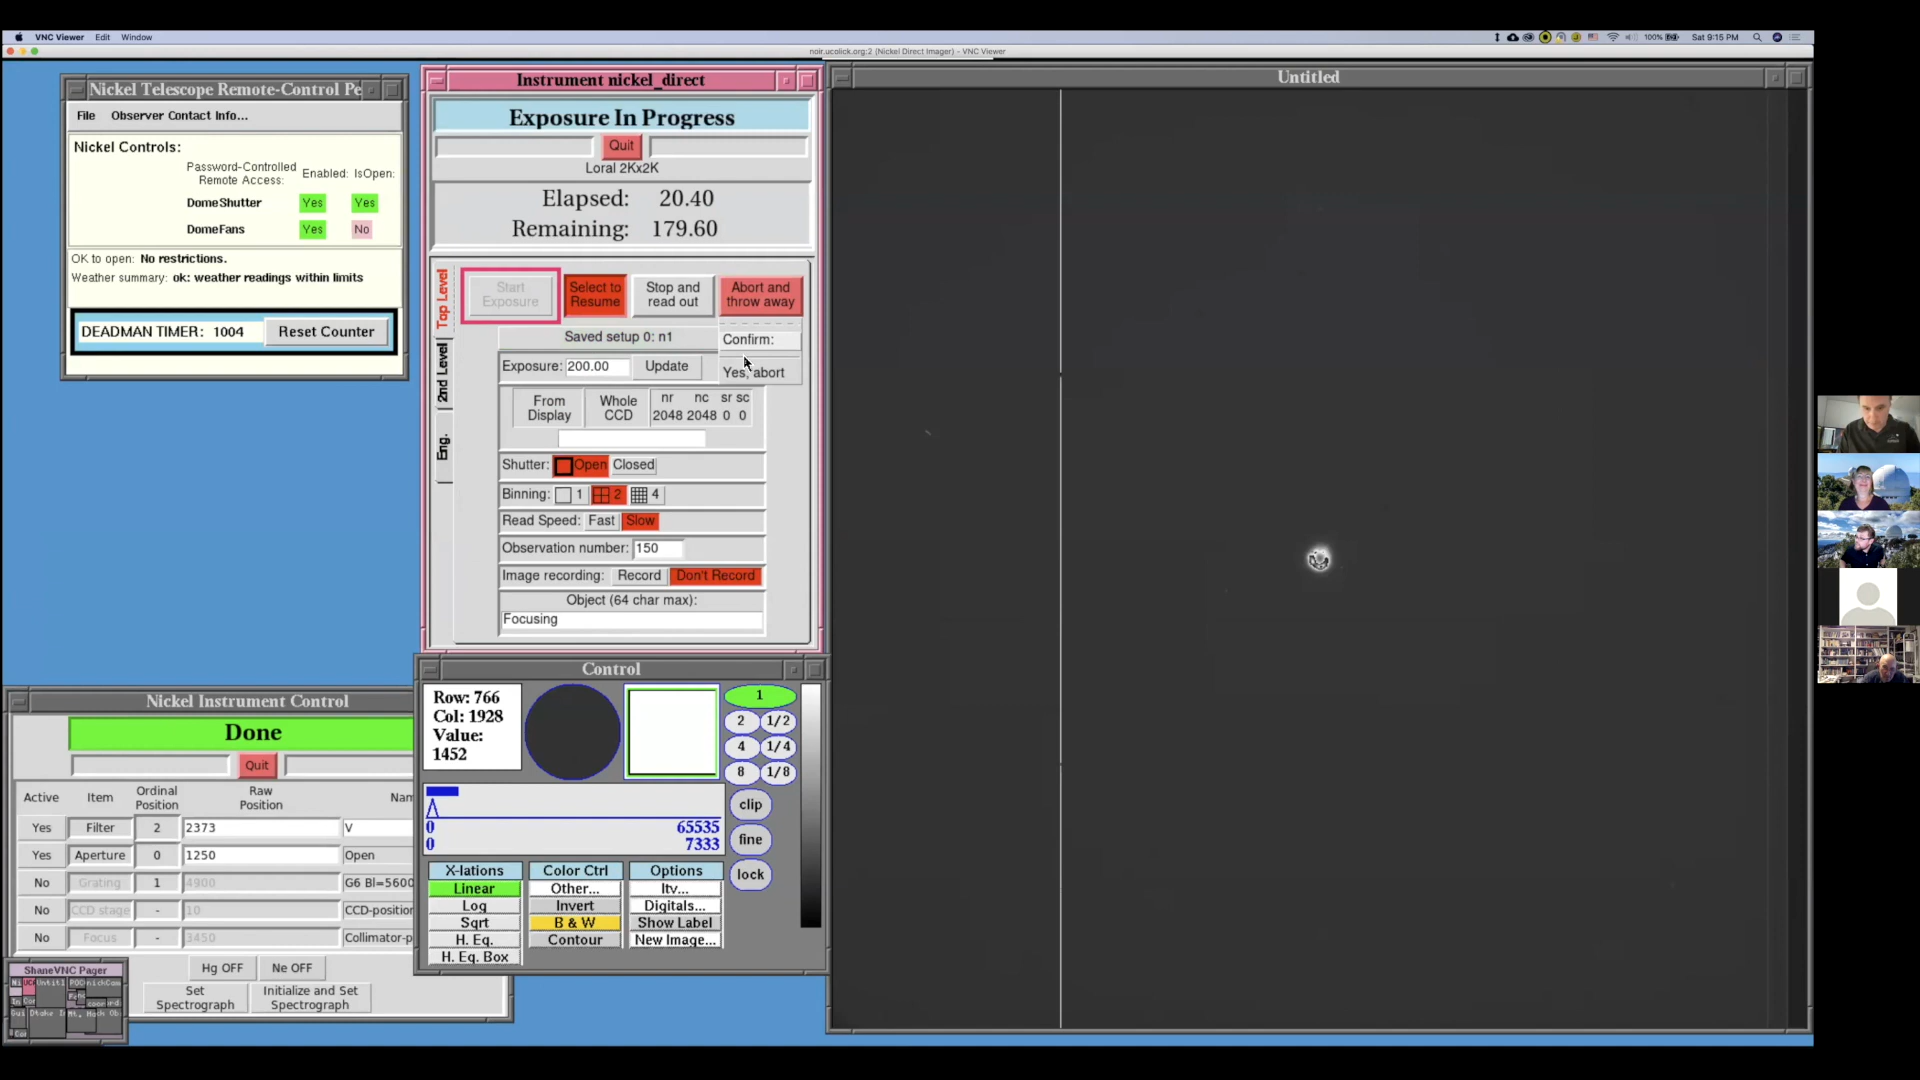 VNC Viewer Edit Window
100% Sat 9:15 PM
noir.ucolick.org:2 (Nickel Direct Imager) - VNC Viewer
Nickel Telescope Remote-Control Pe
File Observer Contact Info...
Nickel Controls:
Password-Controlled
Remote Access: Enabled: IsOpen:
DomeShutter Yes Yes
DomeFans Yes No
OK to open: No restrictions.
Weather summary: ok: weather readings within limits
DEADMAN TIMER: 1004 Reset Counter
Instrument nickel_direct
Exposure In Progress
Quit
Loral 2Kx2K
Elapsed: 20.40
Remaining: 179.60
Top Level
2nd Level
Eng.
Start
Exposure
Select to
Resume
Stop and
read out
Abort and
throw away
Saved setup 0: n1
Confirm:
Yes, abort
Exposure: 200.00 Update
From
Display
Whole
CCD
nr nc sr sc
2048 2048 0 0
Shutter: Open Closed
Binning: 1 2 4
Read Speed: Fast Slow
Observation number: 150
Image recording: Record Don't Record
Object (64 char max):
Focusing
Untitled
Control
Row: 766
Col: 1928
Value:
1452
1
2 1/2
4 1/4
8 1/8
clip
fine
lock
0 65535
0 7333
X-lations Color Ctrl Options
Linear Other... Itv...
Log Invert Digitals...
Sqrt B & W Show Label
H. Eq. Contour New Image...
H. Eq. Box
Nickel Instrument Control
Done
Quit
Active Item Ordinal
Position Raw
Position Nam
Yes Filter 2 2373 V
Yes Aperture 0 1250 Open
No Grating 1 4900 G6 Bl=5600
No CCD stage - 10 CCD-position
No Focus - 3450 Collimator-p
Hg OFF Ne OFF
Set
Spectrograph
Initialize and Set
Spectrograph
ShaneVNC Pager